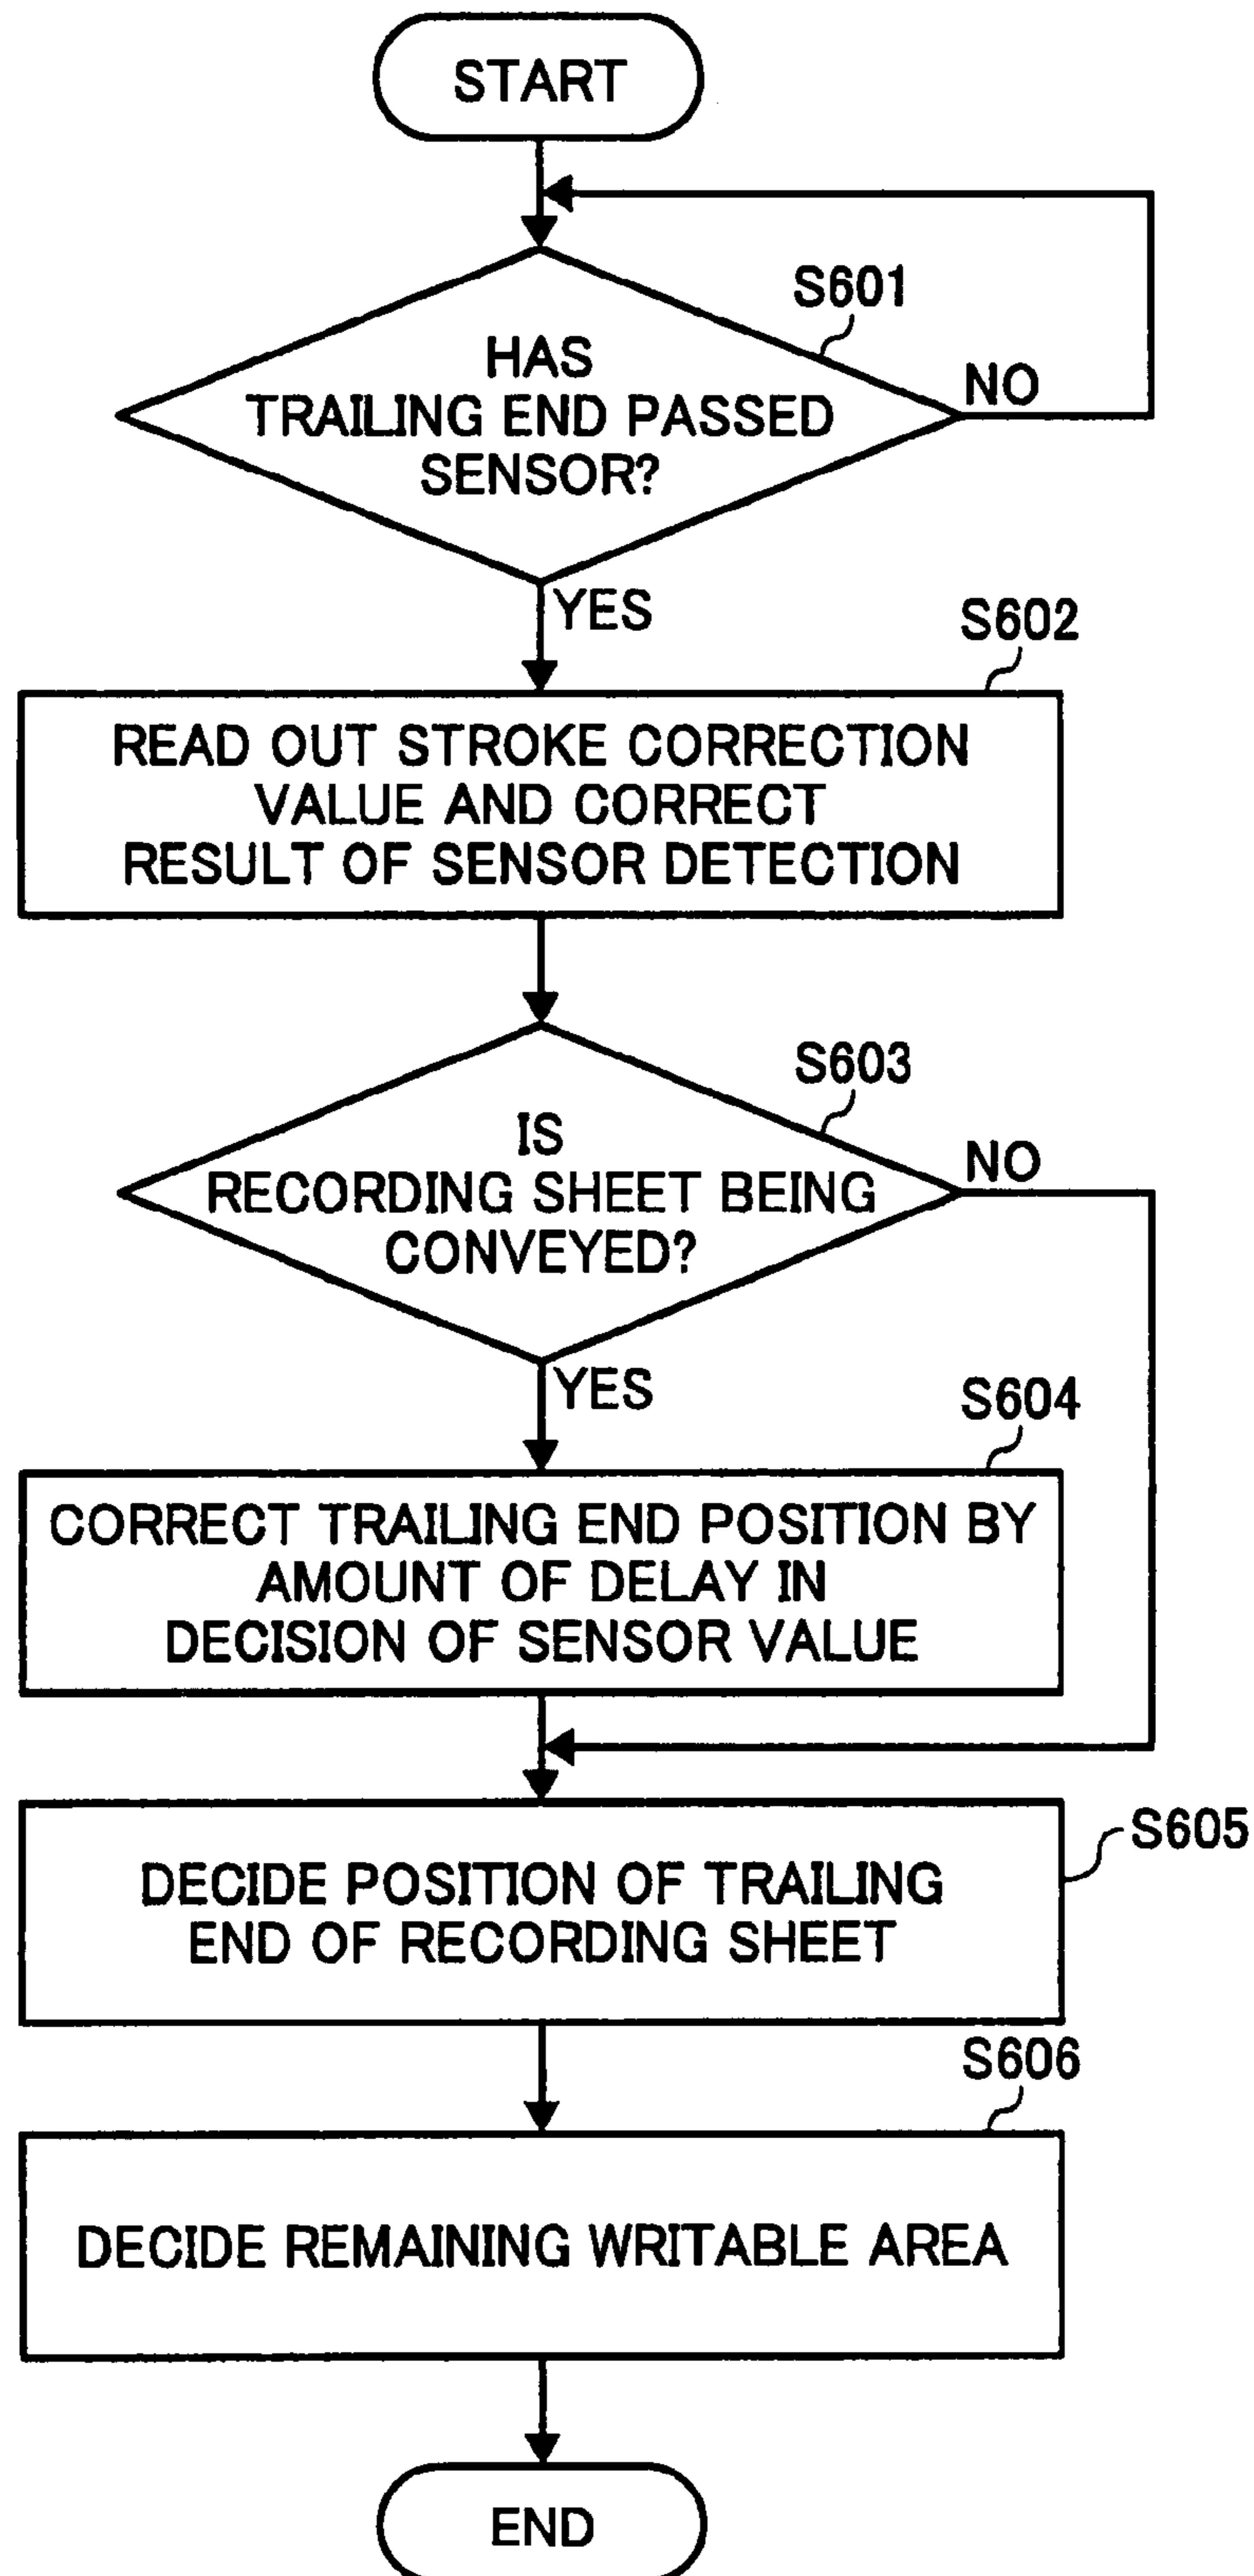 START
S601
HAS
TRAILING END PASSED
SENSOR?
NO
YES
S602
READ OUT STROKE CORRECTION
VALUE AND CORRECT
RESULT OF SENSOR DETECTION
S603
IS
RECORDING SHEET BEING
CONVEYED?
NO
YES
S604
CORRECT TRAILING END POSITION BY
AMOUNT OF DELAY IN
DECISION OF SENSOR VALUE
S605
DECIDE POSITION OF TRAILING
END OF RECORDING SHEET
S606
DECIDE REMAINING WRITABLE AREA
END